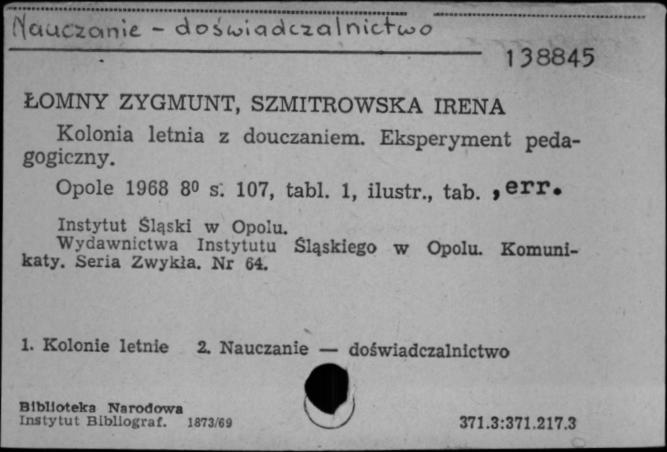 Nauczanie - doświadczalnictwo
138845
ŁOMNY ZYGMUNT, SZMITROWSKA IRENA
Kolonia letnia z douczaniem. Eksperyment peda-
gogiczny.
Opole 1968 8⁰ s. 107, tabl. 1, ilustr., tab. , err.
Instytut Śląski w Opolu.
Wydawnictwa Instytutu Śląskiego w Opolu. Komuni-
katy. Seria Zwykła. Nr 64.
1. Kolonie letnie 2. Nauczanie — doświadczalnictwo
Biblioteka Narodowa
Instytut Bibliograf. 1873/69
371.3:371.217.3